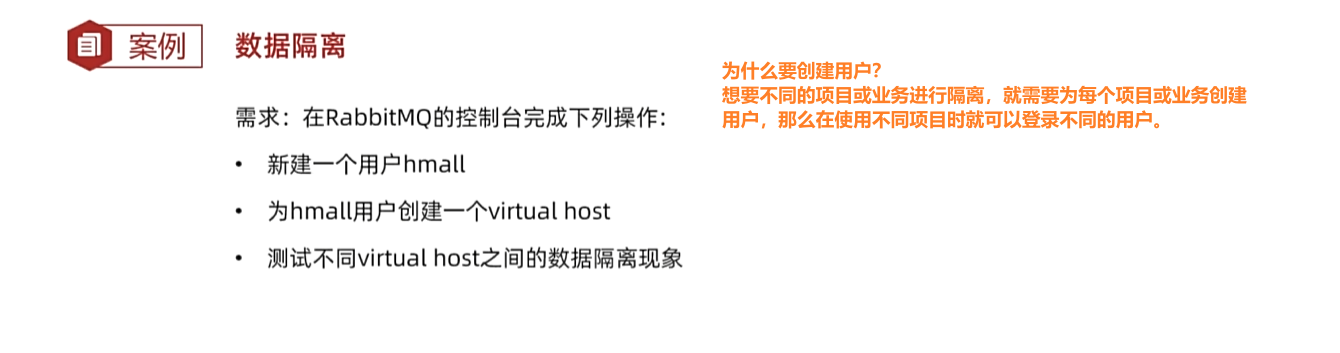 案例 数据隔离
为什么要创建用户?
想要不同的项目或业务进行隔离，就需要为每个项目或业务创建
用户，那么在使用不同项目时就可以登录不同的用户。
需求：在RabbitMQ的控制台完成下列操作：
• 新建一个用户hmall
• 为hmall用户创建一个virtual host
• 测试不同virtual host之间的数据隔离现象